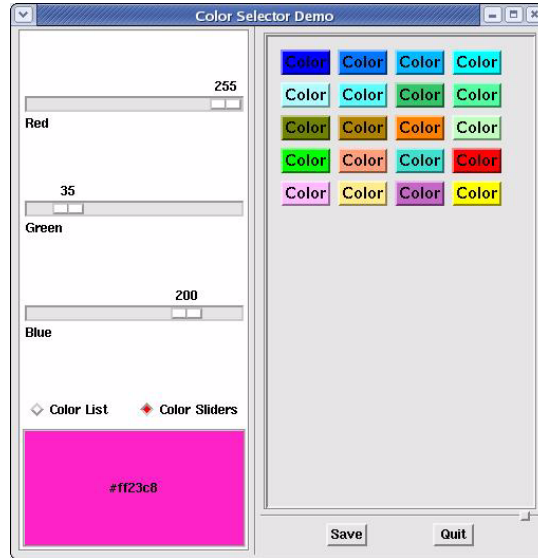 Color Selector Demo
255
Red
35
Green
200
Blue
Color List Color Sliders
#ff23c8
Color Color Color Color
Color Color Color Color
Color Color Color Color
Color Color Color Color
Color Color Color Color
Save Quit